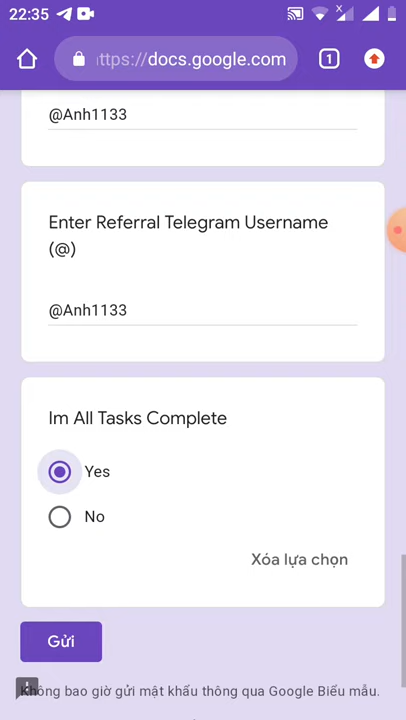 22:35
ttps://docs.google.com
1
@Anh1133
Enter Referral Telegram Username
(@)
@Anh1133
Im All Tasks Complete
Yes
No
Xóa lựa chọn
Gửi
Không bao giờ gửi mật khẩu thông qua Google Biểu mẫu.